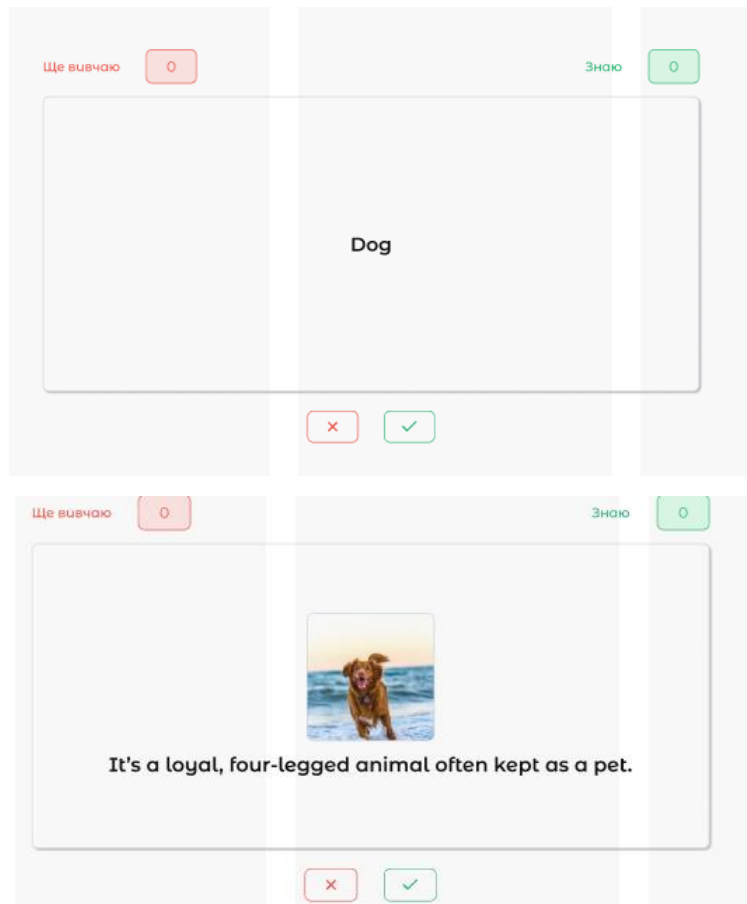 Ще вивчаю 0 Знаю 0
Dog
Ще вивчаю 0 Знаю 0
It's a loyal, four-legged animal often kept as a pet.